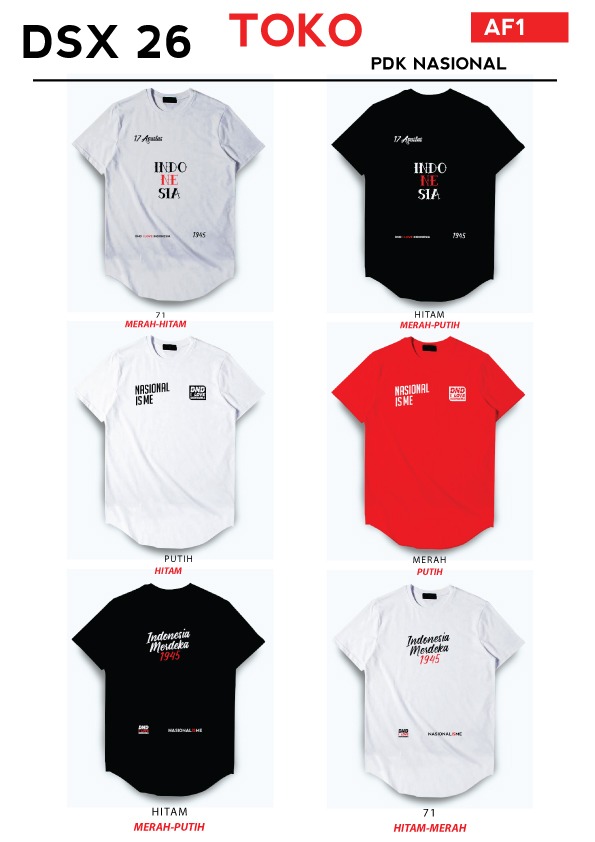 DSX 26
TOKO
AF1
PDK NASIONAL
17 Agustus
INDO
NE
SIA
1945
71
MERAH-HITAM
17 Agustus
INDO
NE
SIA
1945
HITAM
MERAH-PUTIH
NASIONAL
IS ME
DND
LOVE
PUTIH
HITAM
NASIONAL
IS ME
DND
LOVE
MERAH
PUTIH
Indonesia
Merdeka
1945
DND
NASIONALISME
HITAM
MERAH-PUTIH
Indonesia
Merdeka
1945
DND
NASIONALISME
71
HITAM-MERAH